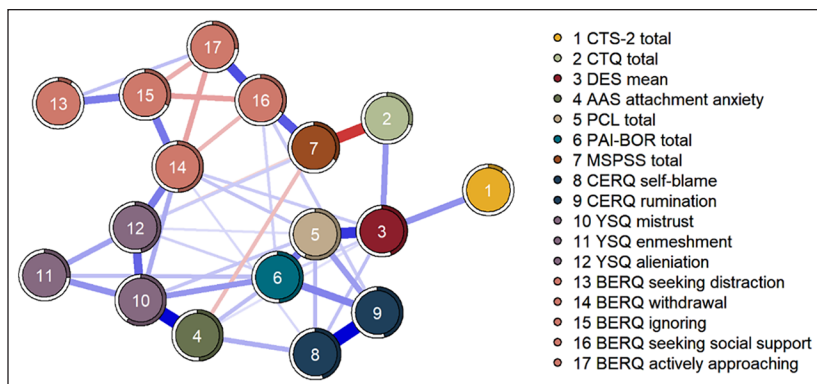 17
13
15
16
2
7
14
1
12
5
3
11
6
10
9
4
8
1 CTS-2 total
2 CTQ total
3 DES mean
4 AAS attachment anxiety
5 PCL total
6 PAI-BOR total
7 MSPSS total
8 CERQ self-blame
9 CERQ rumination
10 YSQ mistrust
11 YSQ enmeshment
12 YSQ alieniation
13 BERQ seeking distraction
14 BERQ withdrawal
15 BERQ ignoring
16 BERQ seeking social support
17 BERQ actively approaching